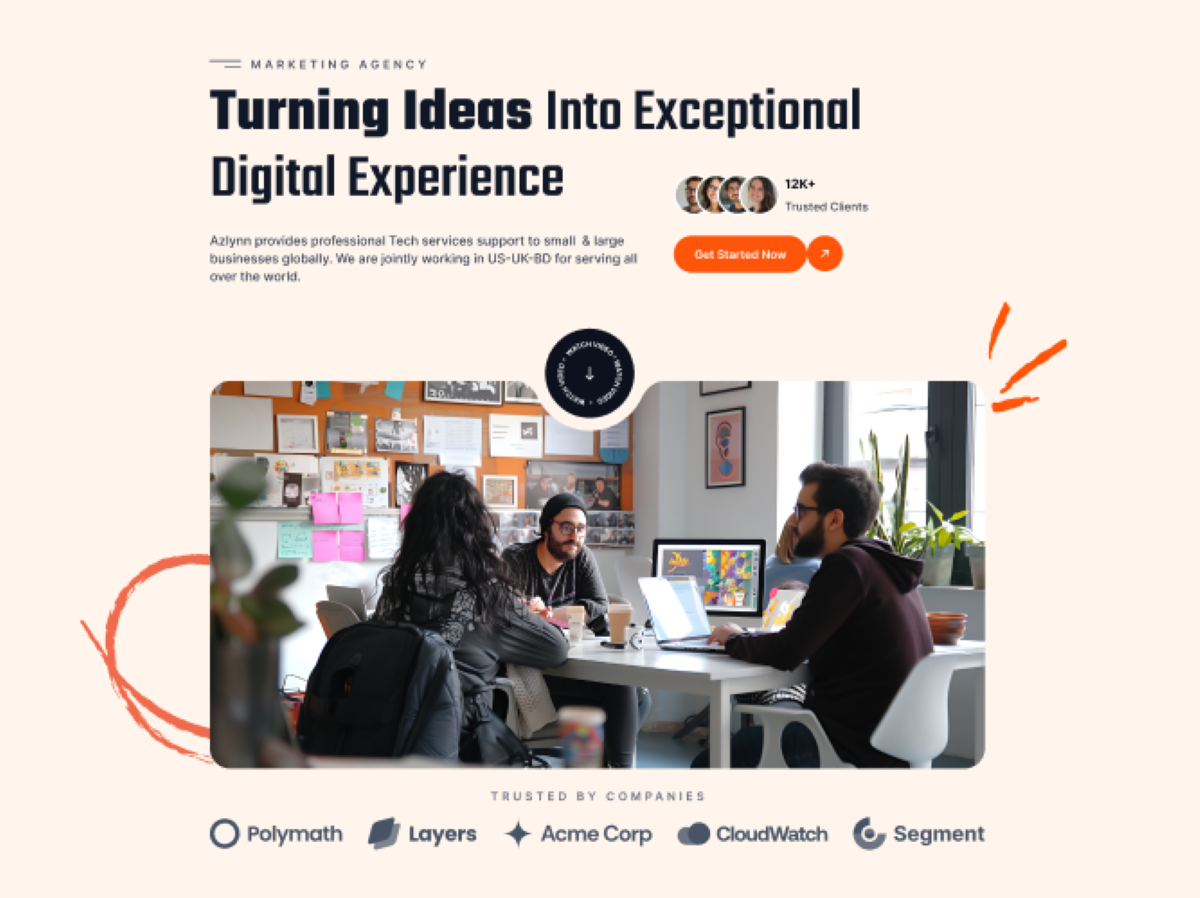 MARKETING AGENCY
Turning Ideas Into Exceptional
Digital Experience
12K+
Trusted Clients
Azlynn provides professional Tech services support to small & large
businesses globally. We are jointly working in US-UK-BD for serving all
over the world.
Get Started Now
WATCH VIDEO • WATCH VIDEO • WATCH VIDEO •
TRUSTED BY COMPANIES
Polymath
Layers
Acme Corp
CloudWatch
Segment